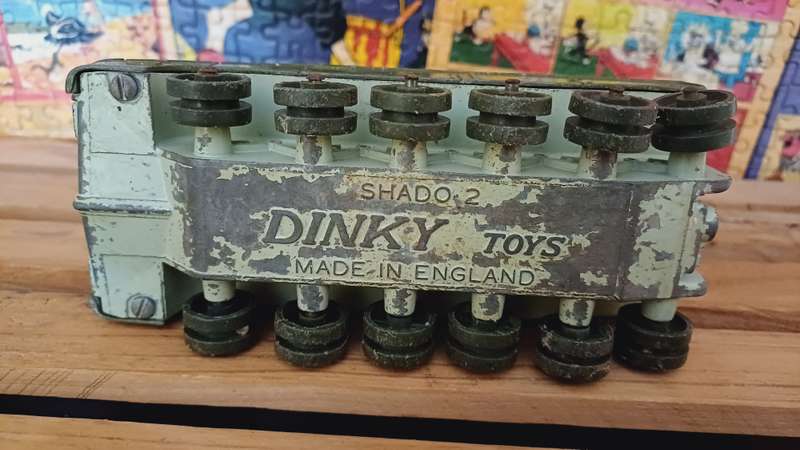 SHADO 2
DINKY TOYS
MADE IN ENGLAND